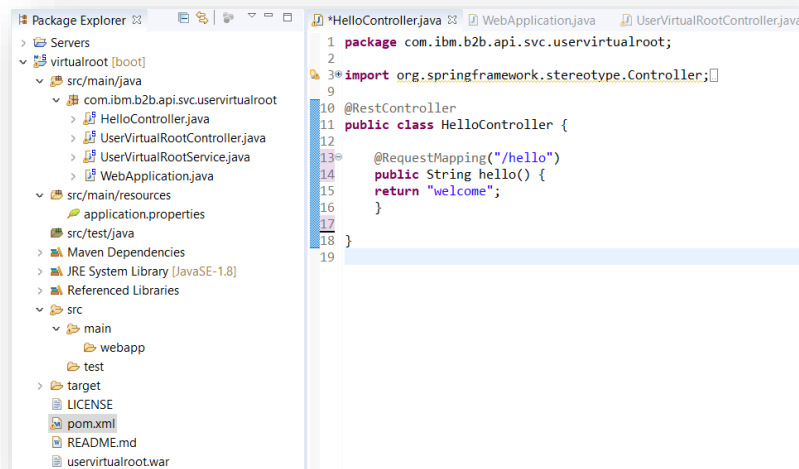 Package Explorer
Servers
virtualroot [boot]
src/main/java
com.ibm.b2b.api.svc.uservirtualroot
HelloController.java
UserVirtualRootController.java
UserVirtualRootService.java
WebApplication.java
src/main/resources
application.properties
src/test/java
Maven Dependencies
JRE System Library [JavaSE-1.8]
Referenced Libraries
src
main
webapp
test
target
LICENSE
pom.xml
README.md
uservirtualroot.war
*HelloController.java WebApplication.java UserVirtualRootController.java
1 package com.ibm.b2b.api.svc.uservirtualroot;
2
3 import org.springframework.stereotype.Controller;
9
10 @RestController
11 public class HelloController {
12
13 @RequestMapping("/hello")
14 public String hello() {
15 return "welcome";
16 }
17
18 }
19